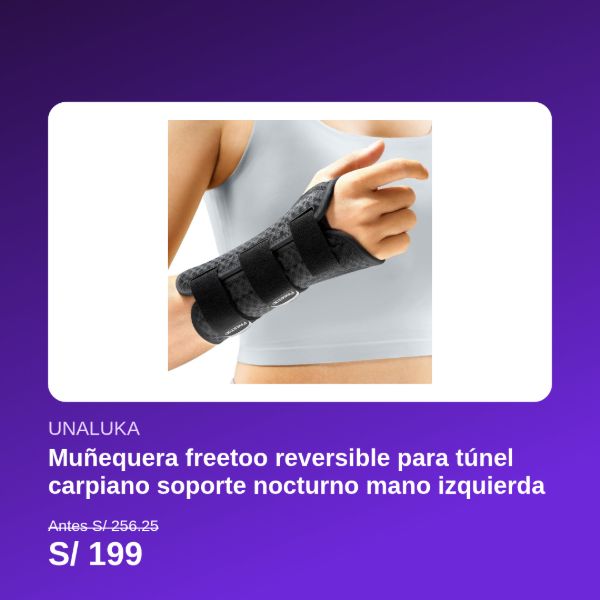 UNALUKA
Muñequera freetoo reversible para túnel
carpiano soporte nocturno mano izquierda
Antes S/ 256.25
S/ 199